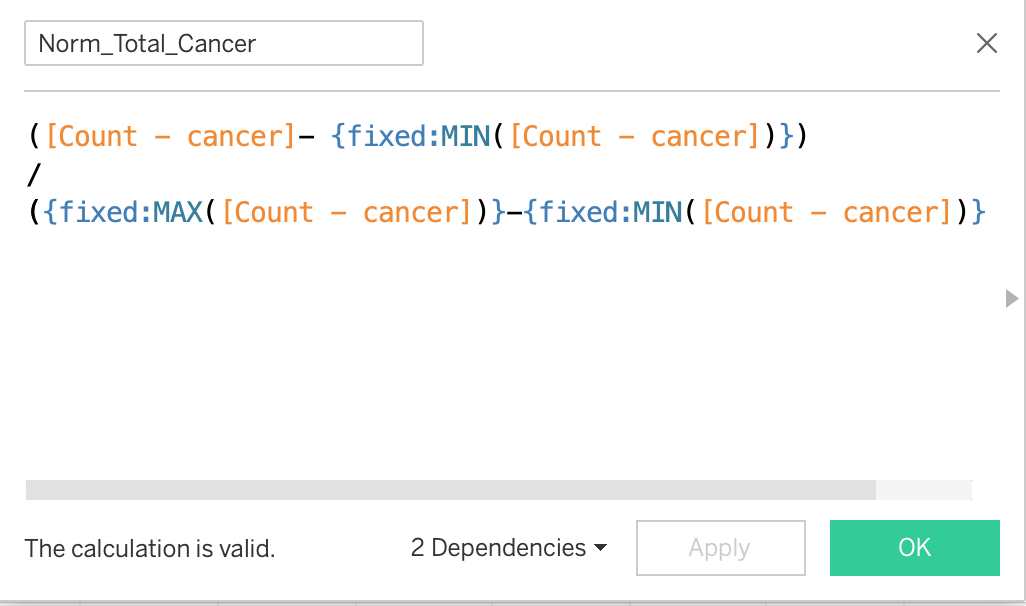 Norm_Total_Cancer
([Count - cancer]- {fixed:MIN([Count - cancer])})
/
({fixed:MAX([Count - cancer])}-{fixed:MIN([Count - cancer])}
The calculation is valid.
2 Dependencies
Apply
OK